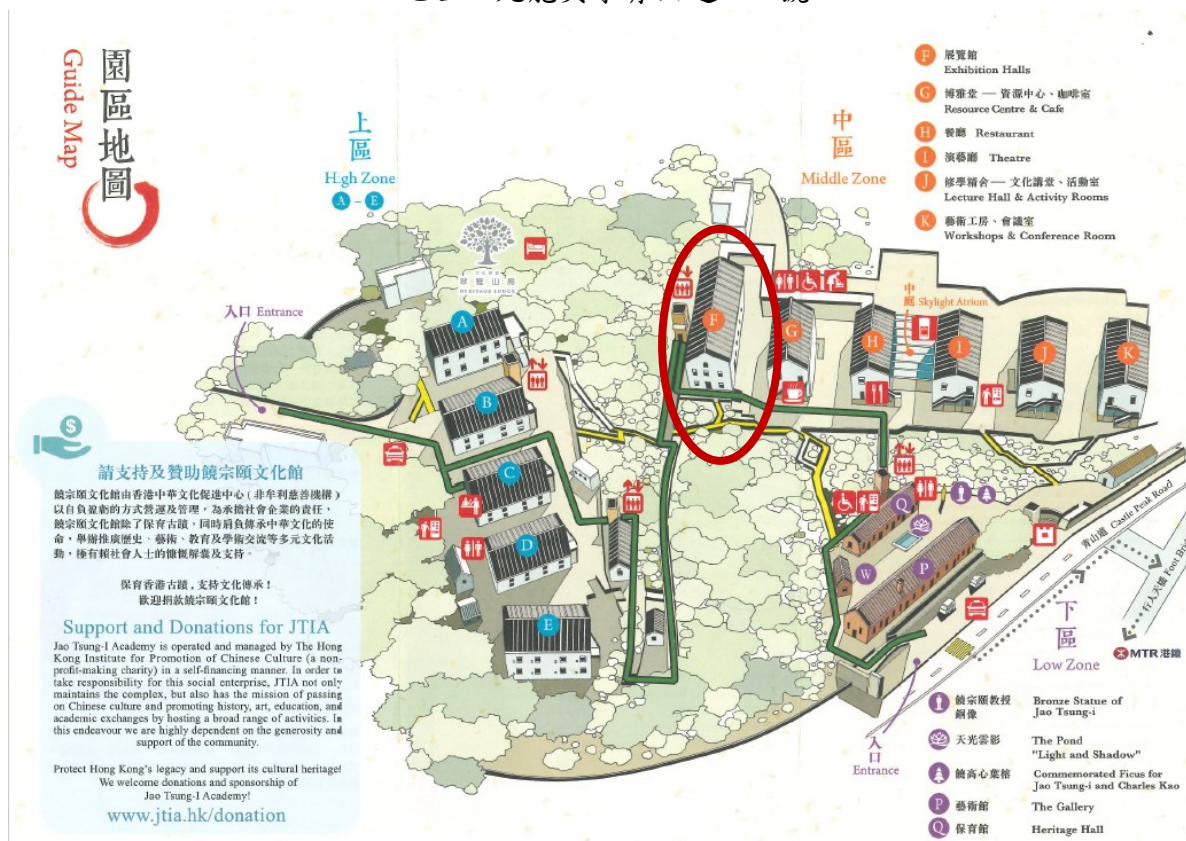 園區地圖
Guide Map
上區
High Zone
A – E
中區
Middle Zone
F 展覽館
Exhibition Halls
G 博雅堂 — 資源中心、咖啡室
Resource Centre & Cafe
H 餐廳 Restaurant
I 演藝廳 Theatre
J 修學精舍 — 文化講堂、活動室
Lecture Hall & Activity Rooms
K 藝術工房、會議室
Workshops & Conference Room
翠雅山房
HERITAGE LODGE
入口 Entrance
中庭 Skylight Atrium
A
B
C
D
E
F
G
H
I
J
K
Q
P
W
$
請支持及贊助饒宗頤文化館
饒宗頤文化館由香港中華文化促進中心 (非牟利慈善機構)
以自負盈虧的方式營運及管理，為承擔社會企業的責任，
饒宗頤文化館除了保育古蹟，同時肩負傳承中華文化的使
命，舉辦推廣歷史、藝術、教育及學術交流等多元文化活
動，極有賴社會人士的慷慨解囊及支持。
保育香港古蹟，支持文化傳承！
歡迎捐款饒宗頤文化館！
Support and Donations for JTIA
Jao Tsung-I Academy is operated and managed by The Hong
Kong Institute for Promotion of Chinese Culture (a non-
profit-making charity) in a self-financing manner. In order to
take responsibility for this social enterprise, JTIA not only
maintains the complex, but also has the mission of passing
on Chinese culture and promoting history, art, education, and
academic exchanges by hosting a broad range of activities. In
this endeavour we are highly dependent on the generosity and
support of the community.
Protect Hong Kong's legacy and support its cultural heritage!
We welcome donations and sponsorship of
Jao Tsung-I Academy!
www.jtia.hk/donation
青山道 Castle Peak Road
行人天橋
下區
Low Zone
MTR 港鐵
入口
Entrance
饒宗頤教授銅像 Bronze Statue of
Jao Tsung-i
天光雲影 The Pond
"Light and Shadow"
饒高心葉榕 Commemorated Ficus for
Jao Tsung-i and Charles Kao
P 藝術館 The Gallery
Q 保育館 Heritage Hall